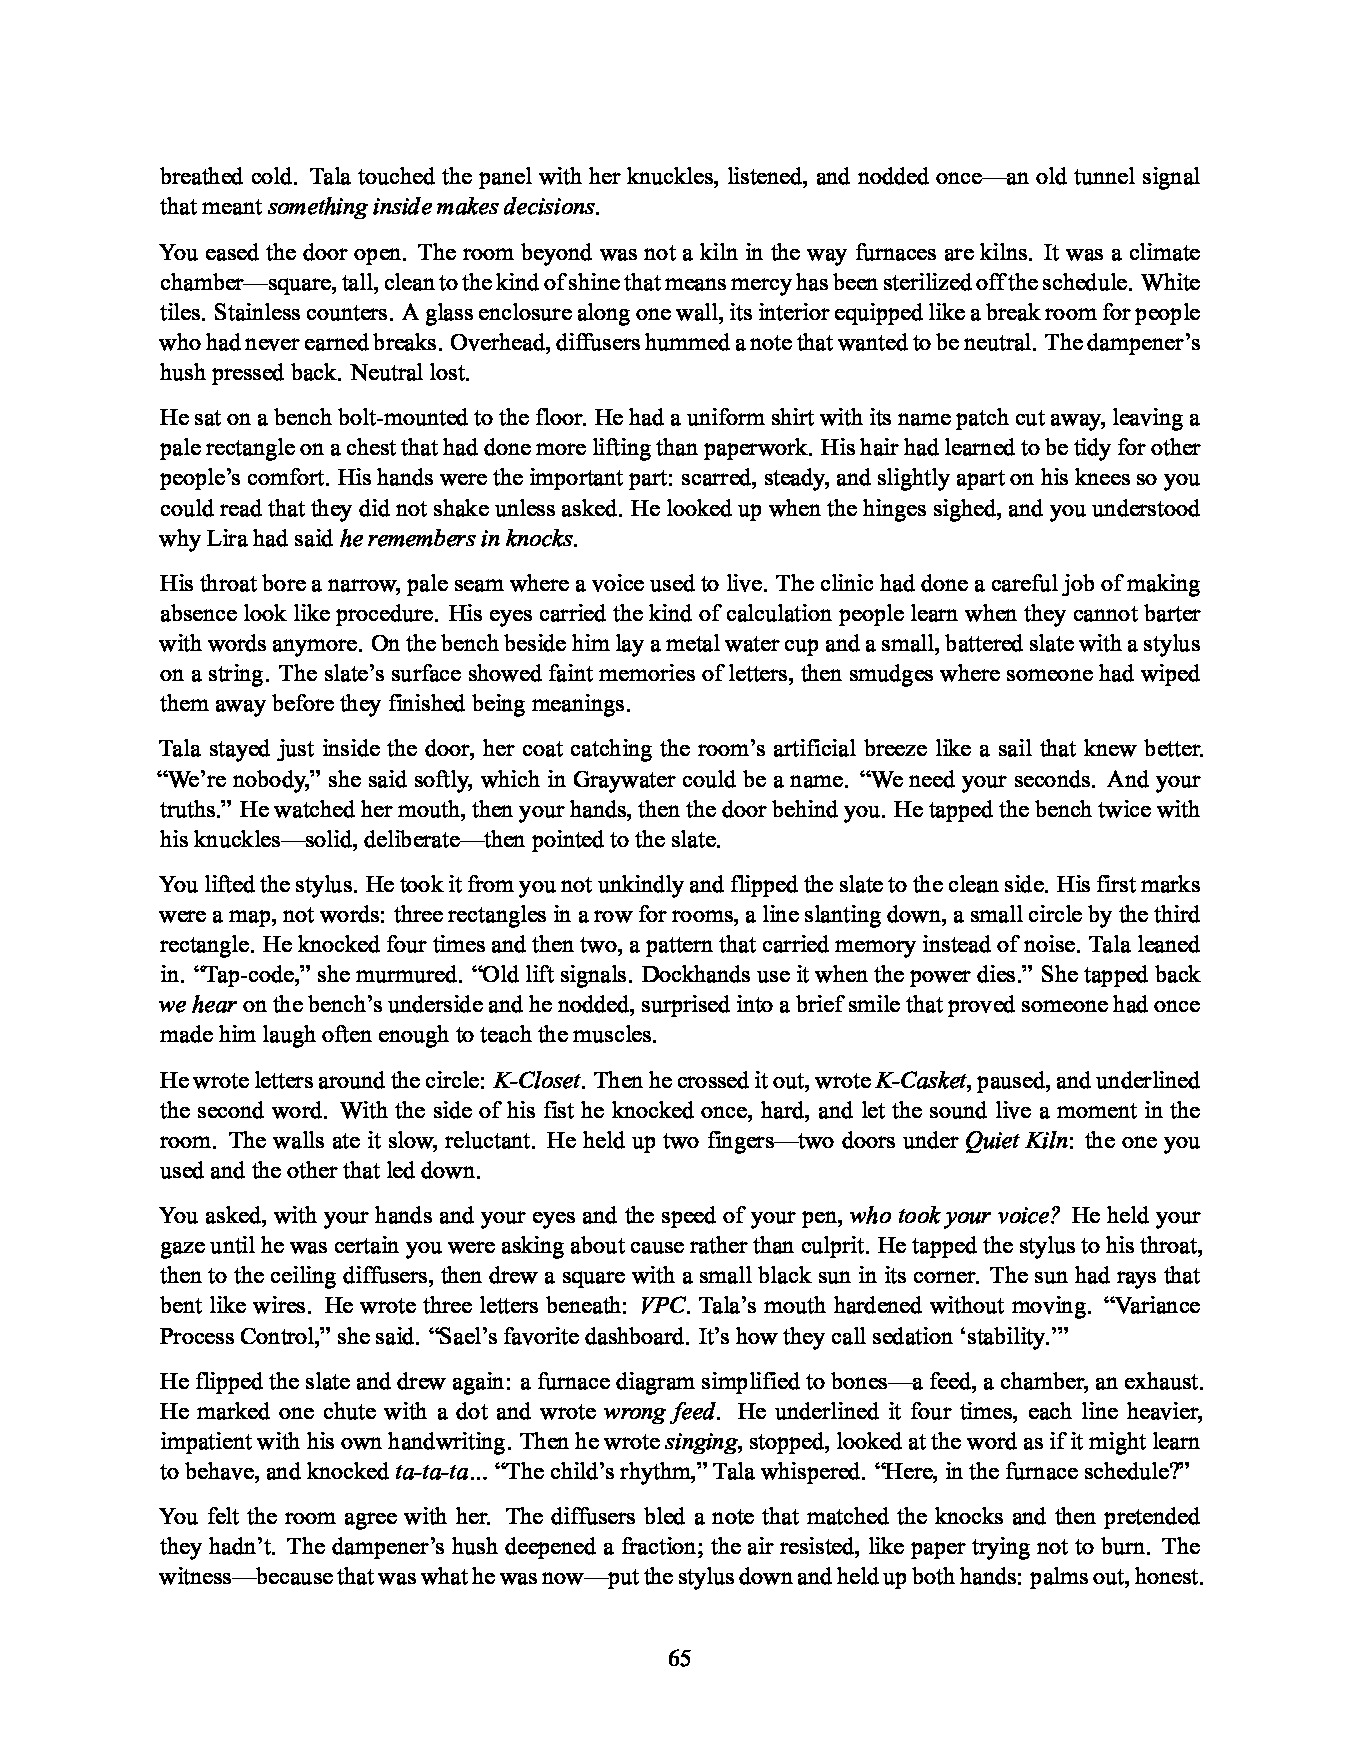 breathed cold. Tala touched the panel with her knuckles, listened, and nodded once—an old tunnel signal
that meant something inside makes decisions.
You eased the door open. The room beyond was not a kiln in the way furnaces are kilns. It was a climate
chamber—square, tall, clean to the kind of shine that means mercy has been sterilized off the schedule. White
tiles. Stainless counters. A glass enclosure along one wall, its interior equipped like a break room for people
who had never earned breaks. Overhead, diffusers hummed a note that wanted to be neutral. The dampener’s
hush pressed back. Neutral lost.
He sat on a bench bolt-mounted to the floor. He had a uniform shirt with its name patch cut away, leaving a
pale rectangle on a chest that had done more lifting than paperwork. His hair had learned to be tidy for other
people’s comfort. His hands were the important part: scarred, steady, and slightly apart on his knees so you
could read that they did not shake unless asked. He looked up when the hinges sighed, and you understood
why Lira had said he remembers in knocks.
His throat bore a narrow, pale seam where a voice used to live. The clinic had done a careful job of making
absence look like procedure. His eyes carried the kind of calculation people learn when they cannot barter
with words anymore. On the bench beside him lay a metal water cup and a small, battered slate with a stylus
on a string. The slate’s surface showed faint memories of letters, then smudges where someone had wiped
them away before they finished being meanings.
Tala stayed just inside the door, her coat catching the room’s artificial breeze like a sail that knew better.
“We’re nobody,” she said softly, which in Graywater could be a name. “We need your seconds. And your
truths.” He watched her mouth, then your hands, then the door behind you. He tapped the bench twice with
his knuckles—solid, deliberate—then pointed to the slate.
You lifted the stylus. He took it from you not unkindly and flipped the slate to the clean side. His first marks
were a map, not words: three rectangles in a row for rooms, a line slanting down, a small circle by the third
rectangle. He knocked four times and then two, a pattern that carried memory instead of noise. Tala leaned
in. “Tap-code,” she murmured. “Old lift signals. Dockhands use it when the power dies.” She tapped back
we hear on the bench’s underside and he nodded, surprised into a brief smile that proved someone had once
made him laugh often enough to teach the muscles.
He wrote letters around the circle: K-Closet. Then he crossed it out, wrote K-Casket, paused, and underlined
the second word. With the side of his fist he knocked once, hard, and let the sound live a moment in the
room. The walls ate it slow, reluctant. He held up two fingers—two doors under Quiet Kiln: the one you
used and the other that led down.
You asked, with your hands and your eyes and the speed of your pen, who took your voice? He held your
gaze until he was certain you were asking about cause rather than culprit. He tapped the stylus to his throat,
then to the ceiling diffusers, then drew a square with a small black sun in its corner. The sun had rays that
bent like wires. He wrote three letters beneath: VPC. Tala’s mouth hardened without moving. “Variance
Process Control,” she said. “Sael’s favorite dashboard. It’s how they call sedation ‘stability.’”
He flipped the slate and drew again: a furnace diagram simplified to bones—a feed, a chamber, an exhaust.
He marked one chute with a dot and wrote wrong feed. He underlined it four times, each line heavier,
impatient with his own handwriting. Then he wrote singing, stopped, looked at the word as if it might learn
to behave, and knocked ta-ta-ta... “The child’s rhythm,” Tala whispered. “Here, in the furnace schedule?”
You felt the room agree with her. The diffusers bled a note that matched the knocks and then pretended
they hadn’t. The dampener’s hush deepened a fraction; the air resisted, like paper trying not to burn. The
witness—because that was what he was now—put the stylus down and held up both hands: palms out, honest.
65